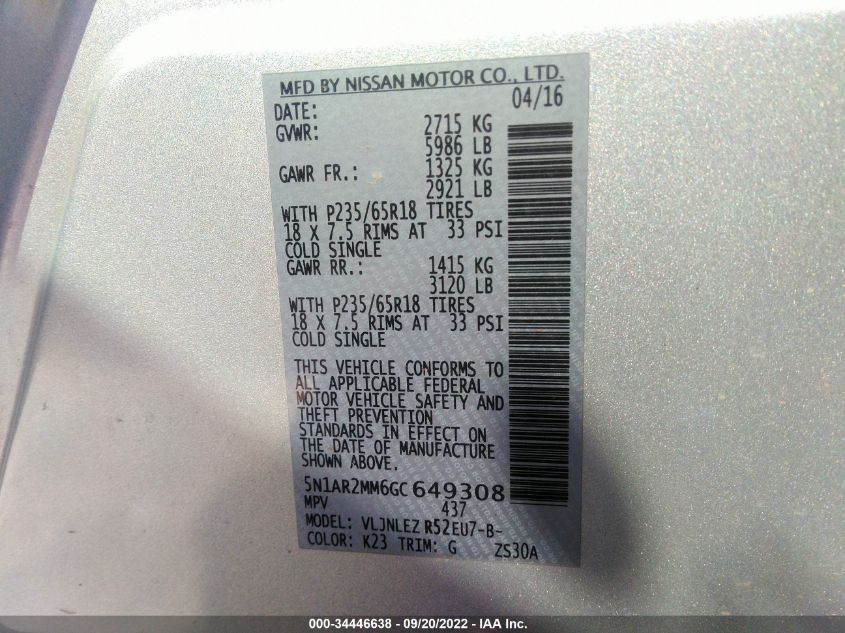 MFD BY NISSAN MOTOR CO., LTD.
DATE: 04/16
GVWR: 2715 KG
5986 LB
GAWR FR.: 1325 KG
2921 LB
WITH P235/65R18 TIRES
18 X 7.5 RIMS AT 33 PSI
COLD SINGLE
GAWR RR.: 1415 KG
3120 LB
WITH P235/65R18 TIRES
18 X 7.5 RIMS AT 33 PSI
COLD SINGLE
THIS VEHICLE CONFORMS TO
ALL APPLICABLE FEDERAL
MOTOR VEHICLE SAFETY AND
THEFT PREVENTION
STANDARDS IN EFFECT ON
THE DATE OF MANUFACTURE
SHOWN ABOVE.
5N1AR2MM6GC649308
MPV 437
MODEL: VLJNLEZ R52EU7-B-
COLOR: K23 TRIM: G ZS30A
000-34446638 - 09/20/2022 - IAA Inc.